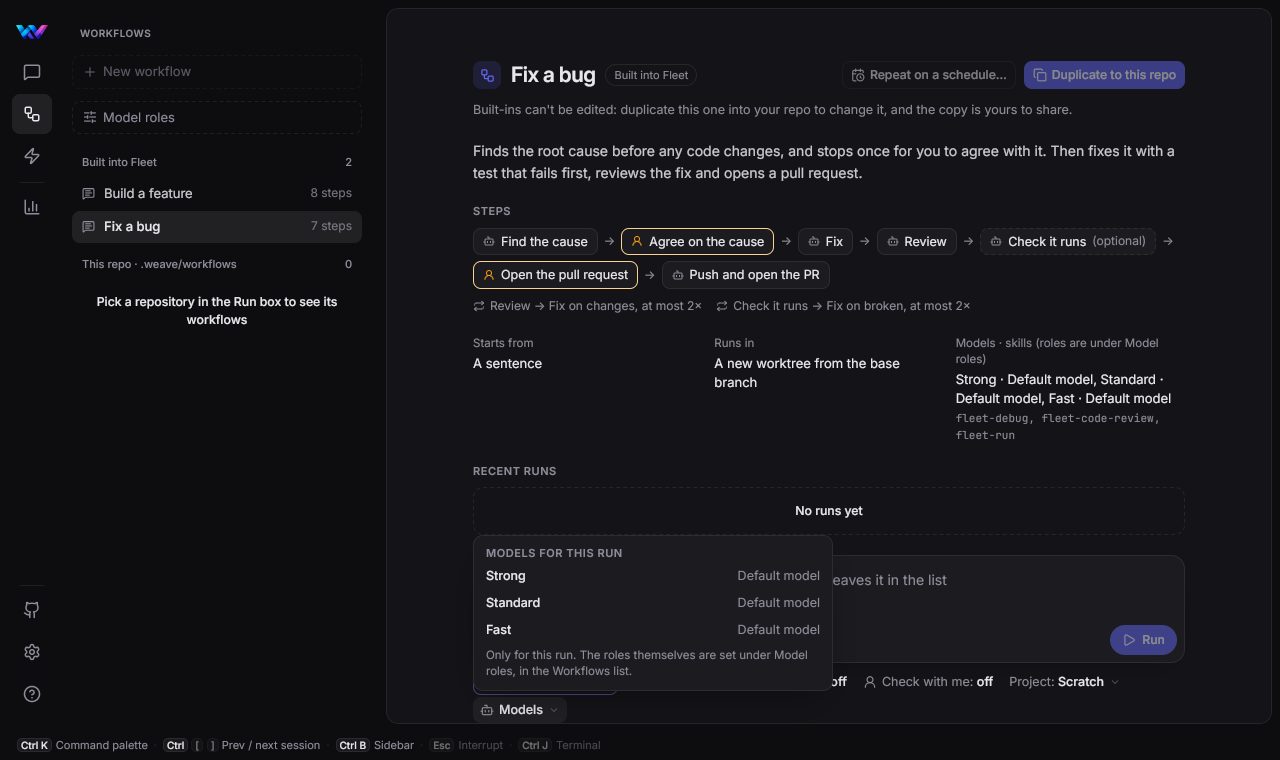 WORKFLOWS
New workflow
Model roles
Built into Fleet 2
Build a feature 8 steps
Fix a bug 7 steps
This repo · .weave/workflows 0
Pick a repository in the Run box to see its
workflows
Fix a bug Built into Fleet Repeat on a schedule... Duplicate to this repo
Built-ins can't be edited: duplicate this one into your repo to change it, and the copy is yours to share.
Finds the root cause before any code changes, and stops once for you to agree with it. Then fixes it with a
test that fails first, reviews the fix and opens a pull request.
STEPS
Find the cause → Agree on the cause → Fix → Review → Check it runs (optional) →
Open the pull request → Push and open the PR
Review → Fix on changes, at most 2× Check it runs → Fix on broken, at most 2×
Starts from
A sentence
Runs in
A new worktree from the base
branch
Models · skills (roles are under Model
roles)
Strong · Default model, Standard ·
Default model, Fast · Default model
fleet-debug, fleet-code-review,
fleet-run
RECENT RUNS
No runs yet
MODELS FOR THIS RUN
Strong Default model
Standard Default model
Fast Default model
Only for this run. The roles themselves are set under Model
roles, in the Workflows list.
eaves it in the list
Run
off Check with me: off Project: Scratch
Models
Ctrl K Command palette · Ctrl [ ] Prev / next session · Ctrl B Sidebar · Esc Interrupt · Ctrl J Terminal